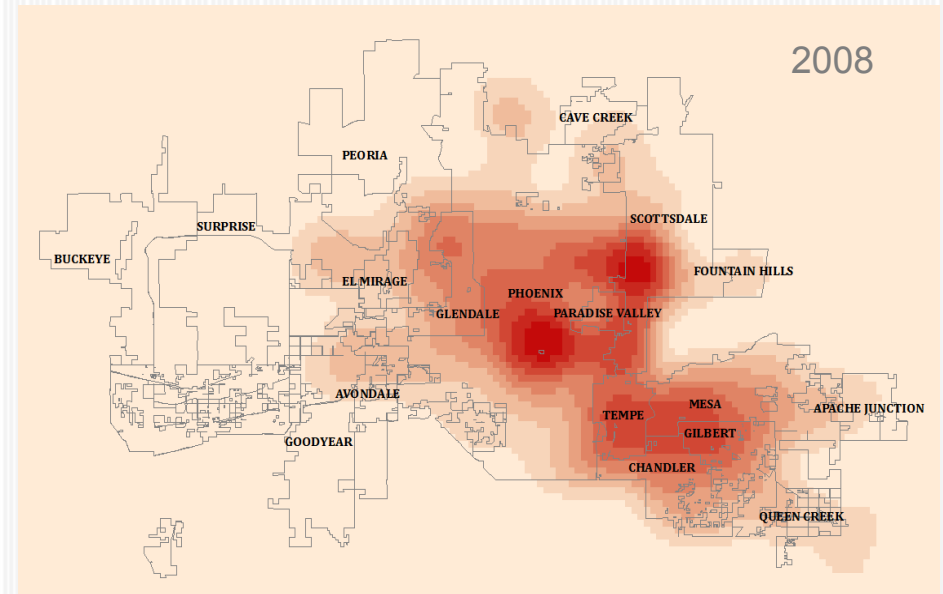 2008
CAVE CREEK
PEORIA
SCOTTSDALE
SURPRISE
BUCKEYE
FOUNTAIN HILLS
EL MIRAGE
PHOENIX
GLENDALE
PARADISE VALLEY
AVONDALE
MESA
TEMPE
APACHE JUNCTION
GILBERT
GOODYEAR
CHANDLER
QUEEN CREEK